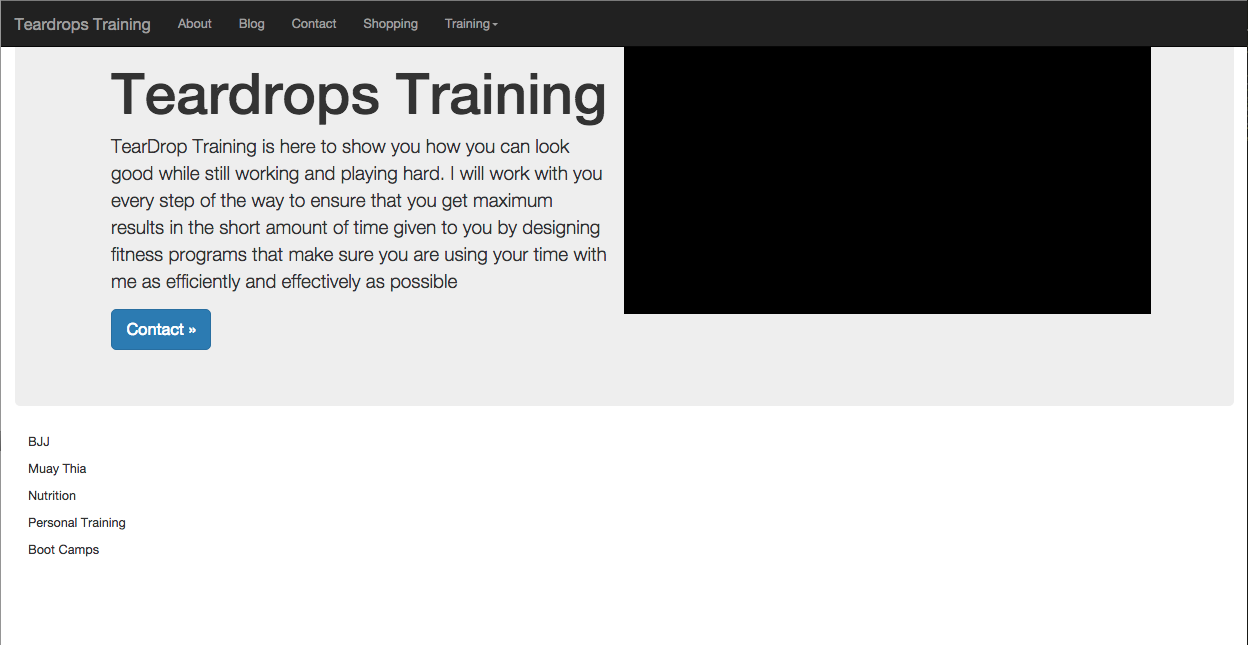 Teardrops Training About Blog Contact Shopping Training
Teardrops Training
TearDrop Training is here to show you how you can look
good while still working and playing hard. I will work with you
every step of the way to ensure that you get maximum
results in the short amount of time given to you by designing
fitness programs that make sure you are using your time with
me as efficiently and effectively as possible
Contact »
BJJ
Muay Thia
Nutrition
Personal Training
Boot Camps